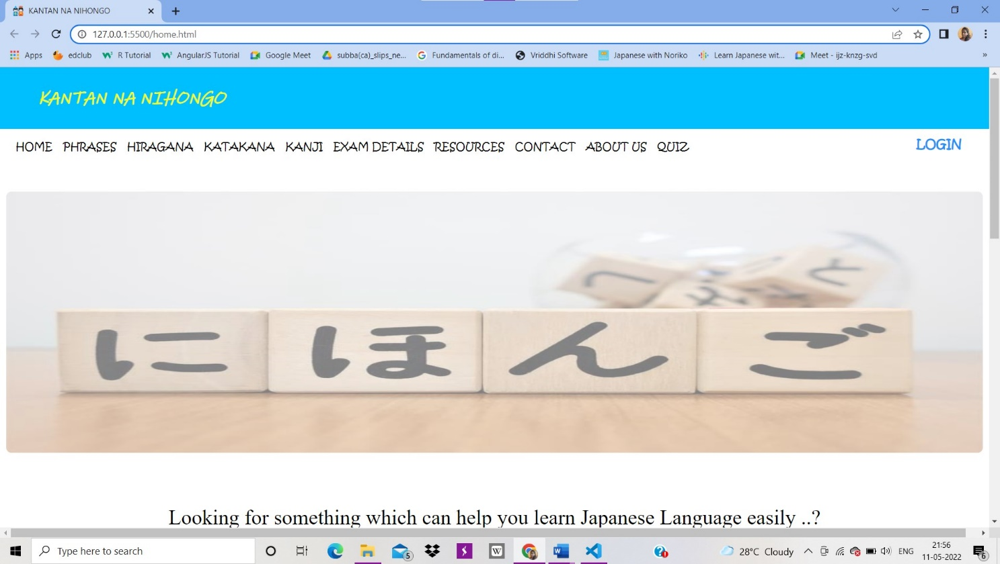 KANTAN NA NIHONGO
127.0.0.1:5500/home.html
Apps edclub R Tutorial AngularJS Tutorial Google Meet subba(ca)_slips_ne... Fundamentals of di... Vriddhi Software Japanese with Noriko Learn Japanese wit... Meet - ijz-knzg-svd »
KANTAN NA NIHONGO
HOME PHRASES HIRAGANA KATAKANA KANJI EXAM DETAILS RESOURCES CONTACT ABOUT US QUIZ LOGIN
にほんご
Looking for something which can help you learn Japanese Language easily ..?
Type here to search 5 W W 28°C Cloudy ENG 21:56
11-05-2022 6